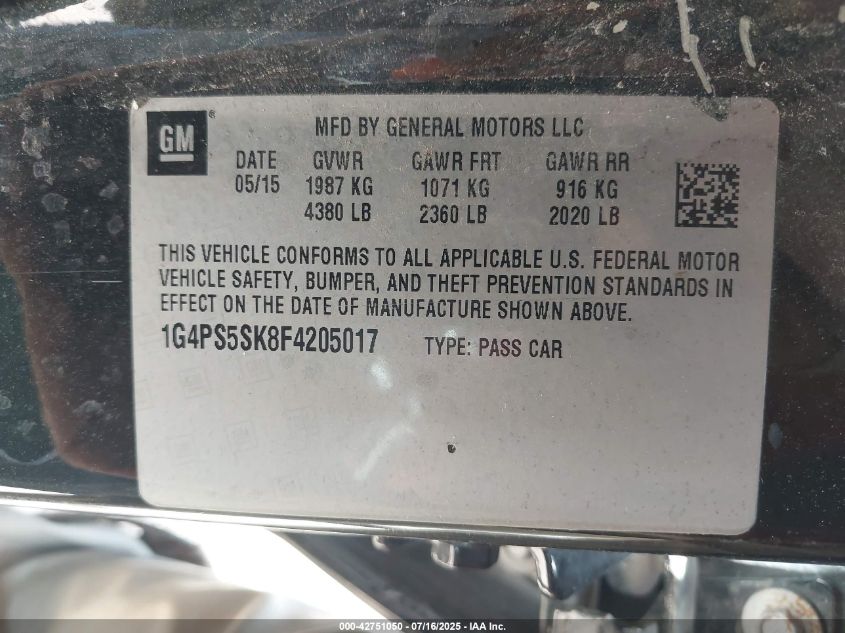 GM ®
MFD BY GENERAL MOTORS LLC
DATE GVWR GAWR FRT GAWR RR
05/15 1987 KG 1071 KG 916 KG
4380 LB 2360 LB 2020 LB
THIS VEHICLE CONFORMS TO ALL APPLICABLE U.S. FEDERAL MOTOR
VEHICLE SAFETY, BUMPER, AND THEFT PREVENTION STANDARDS IN
EFFECT ON THE DATE OF MANUFACTURE SHOWN ABOVE.
1G4PS5SK8F4205017 TYPE: PASS CAR
000-42751050 - 07/16/2025 - IAA Inc.